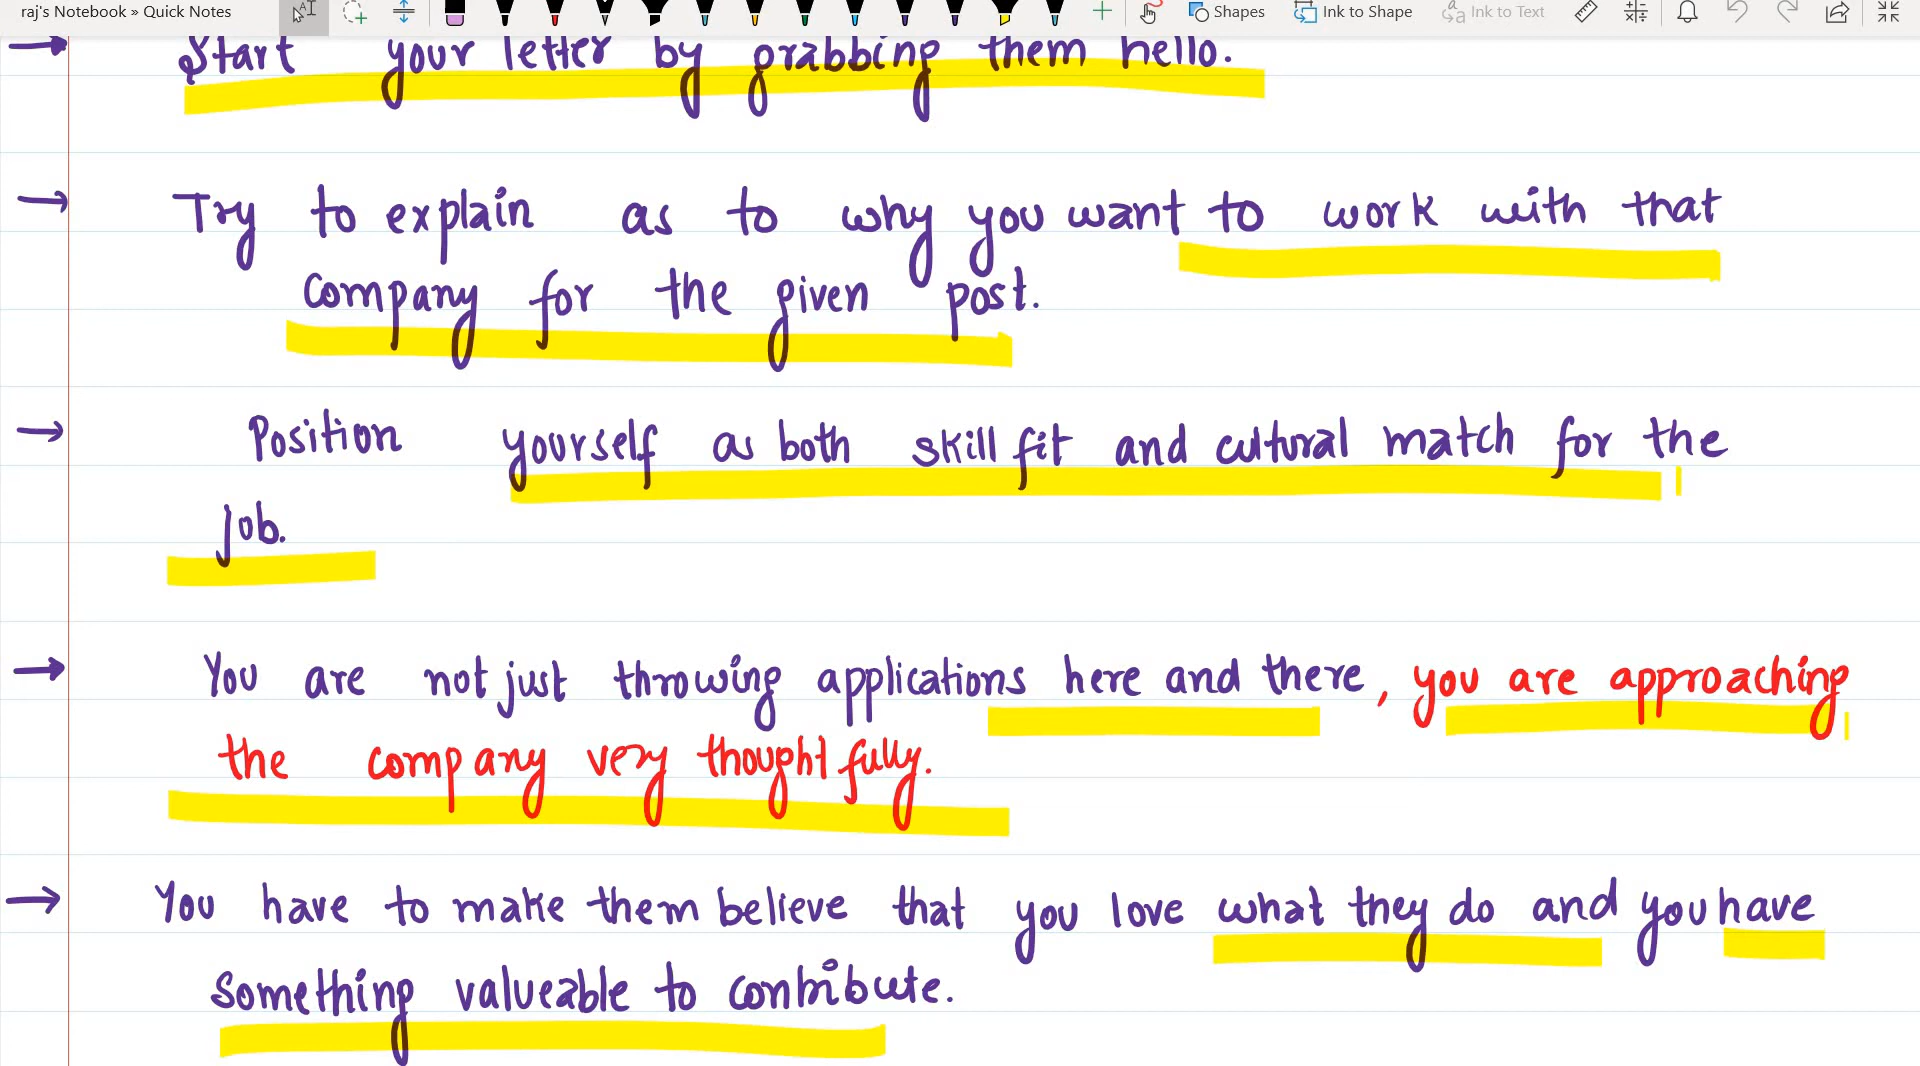 raj's Notebook » Quick Notes
Shapes
Ink to Shape
Ink to Text
→ Start your letter by grabbing them hello.
→ Try to explain as to why you want to work with that
company for the given post.
→ Position yourself as both skill fit and cultural match for the
job.
→ You are not just throwing applications here and there, you are approaching
the company very thoughtfully.
→ You have to make them believe that you love what they do and you have
something valueable to contribute.